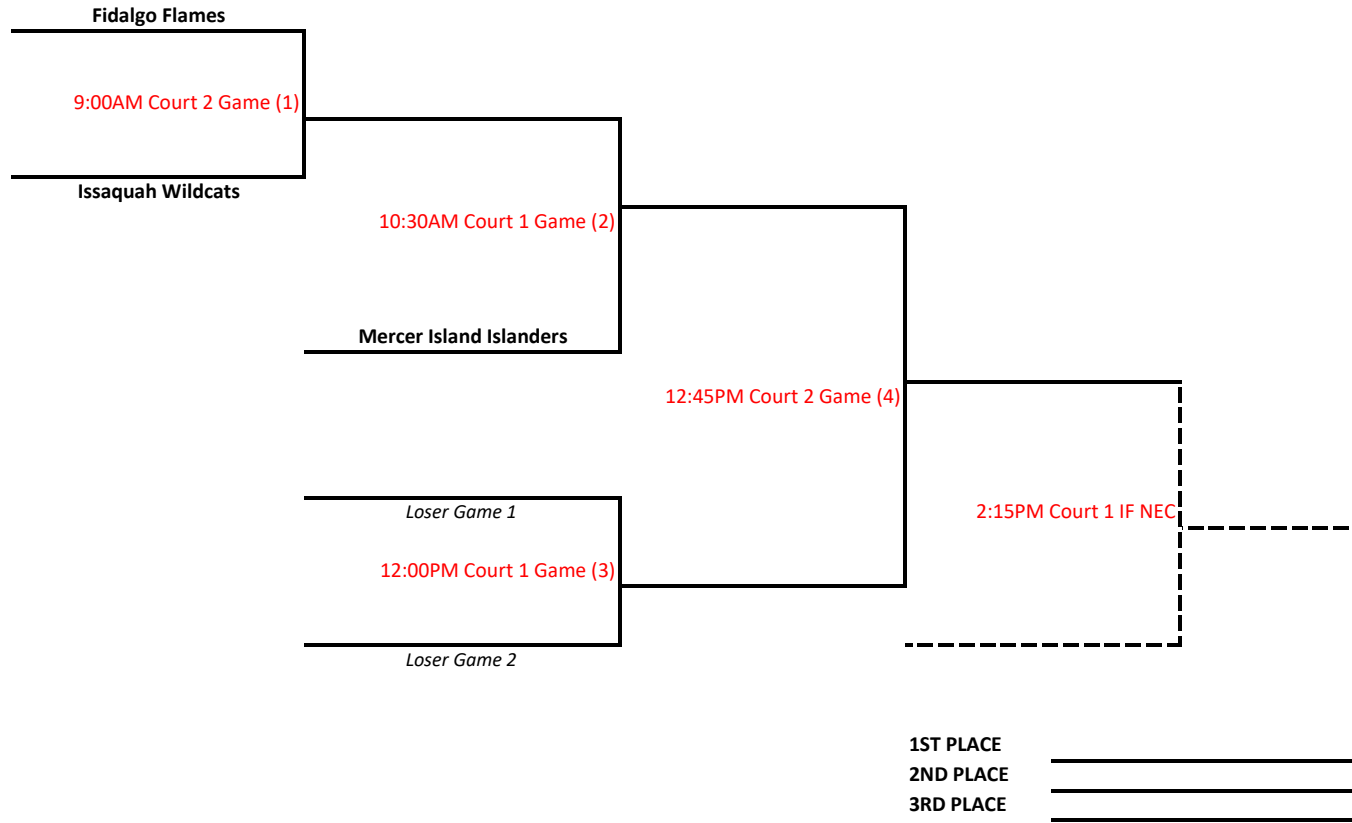 Fidalgo Flames
9:00AM Court 2 Game (1)
Issaquah Wildcats
10:30AM Court 1 Game (2)
Mercer Island Islanders
12:45PM Court 2 Game (4)
Loser Game 1
2:15PM Court 1 IF NEC
12:00PM Court 1 Game (3)
Loser Game 2
1ST PLACE
2ND PLACE
3RD PLACE